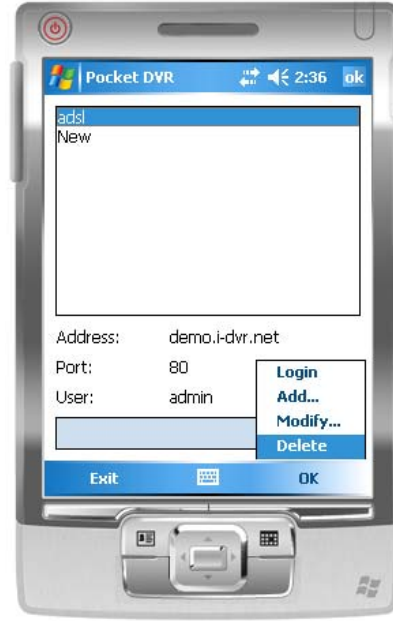 Pocket DVR 2:36 ok
adsl
New
Address: demo.i-dvr.net
Port: 80
User: admin
Login
Add...
Modify...
Delete
Exit OK